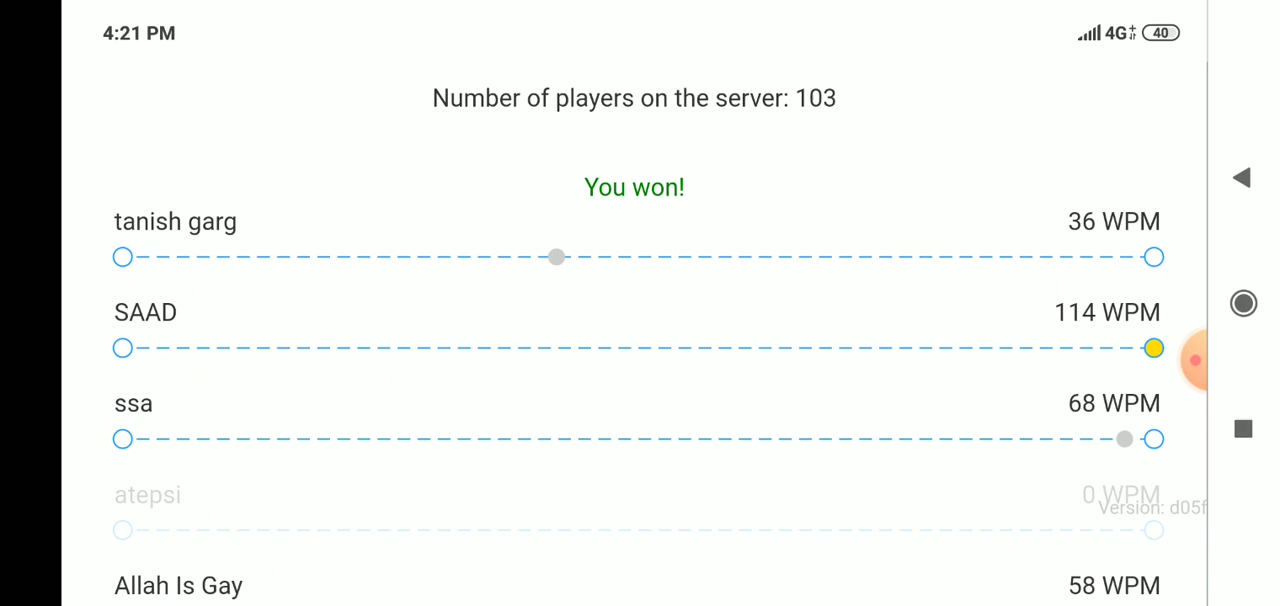 4:21 PM 4G+ 40
Number of players on the server: 103
You won!
tanish garg 36 WPM
SAAD 114 WPM
ssa 68 WPM
atepsi 0 WPM
Version: d05f
Allah Is Gay 58 WPM